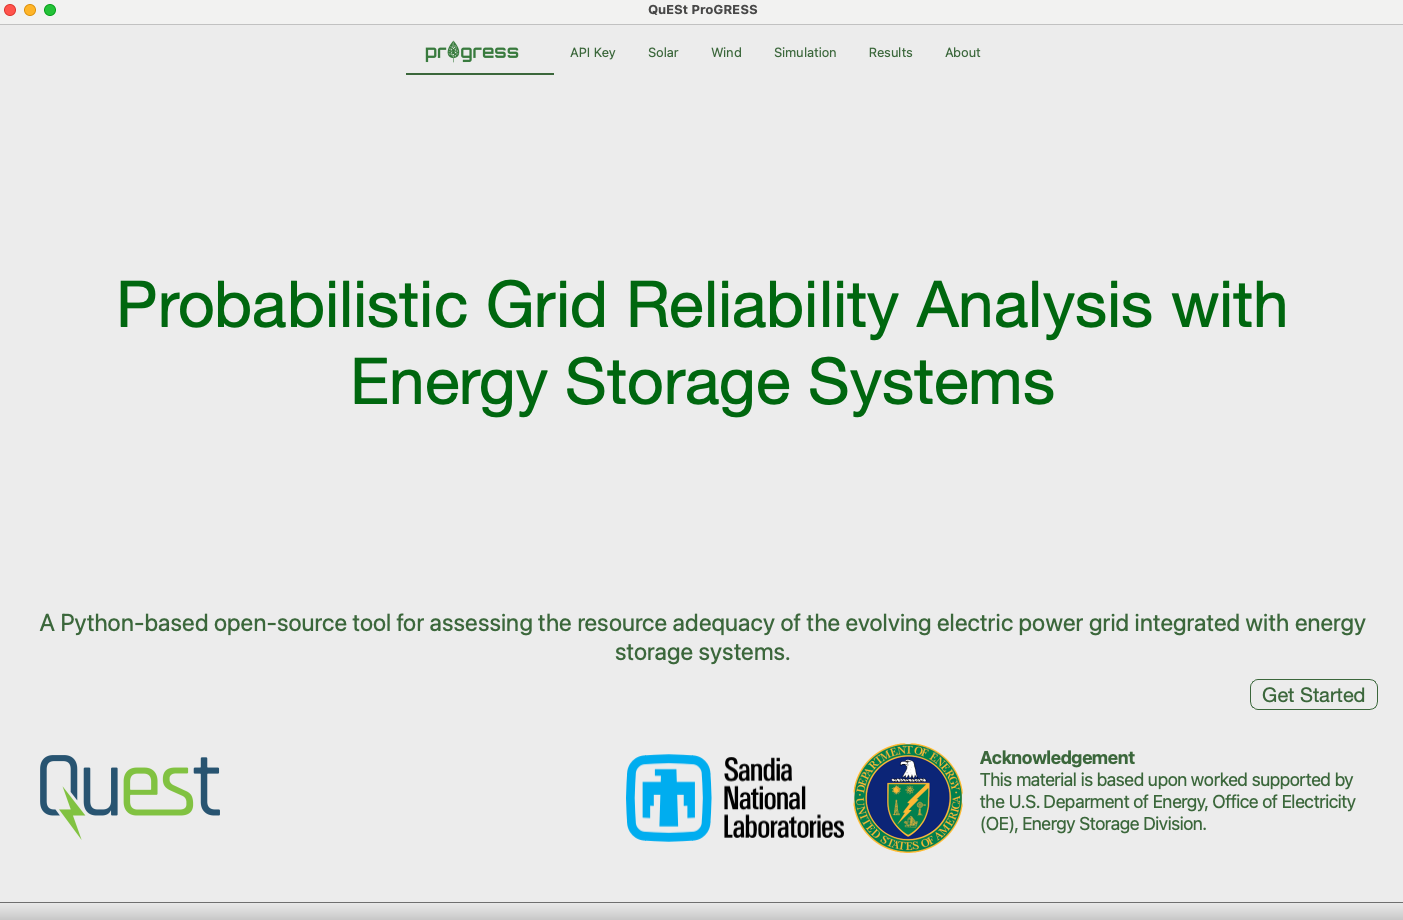 QuESt ProGRESS
progress API Key Solar Wind Simulation Results About
Probabilistic Grid Reliability Analysis with
Energy Storage Systems
A Python-based open-source tool for assessing the resource adequacy of the evolving electric power grid integrated with energy
storage systems.
Get Started
Quest
Sandia
National
Laboratories
DEPARTMENT OF ENERGY
UNITED STATES OF AMERICA
Acknowledgement
This material is based upon worked supported by
the U.S. Deparment of Energy, Office of Electricity
(OE), Energy Storage Division.